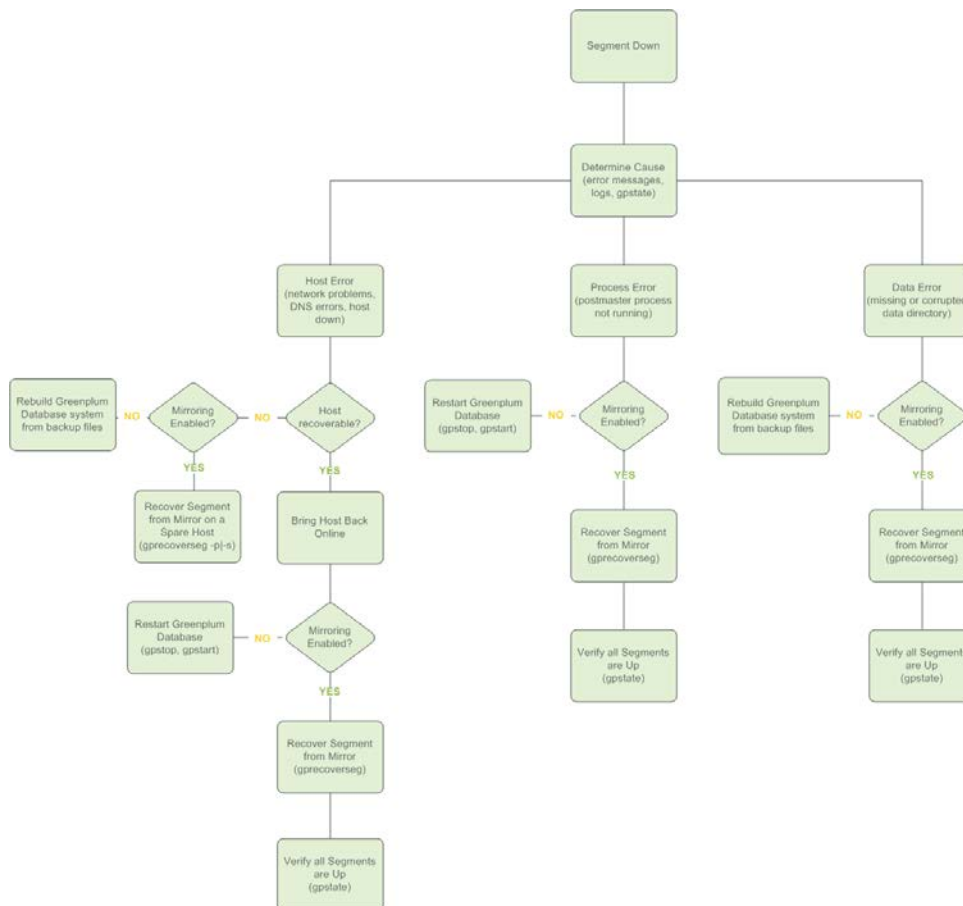 Segment Down
Determine Cause
(error messages,
logs, gpstate)
Host Error
(network problems,
DNS errors, host
down)
Process Error
(postmaster process
not running)
Data Error
(missing or corrupted
data directory)
Rebuild Greenplum
Database system
from backup files
NO
Mirroring
Enabled?
NO
Host
recoverable?
Restart Greenplum
Database
(gpstop, gpstart)
NO
Mirroring
Enabled?
Rebuild Greenplum
Database system
from backup files
NO
Mirroring
Enabled?
YES
YES
YES
YES
Recover Segment
from Mirror on a
Spare Host
(gprecoverseg -p|-s)
Bring Host Back
Online
Recover Segment
from Mirror
(gprecoverseg)
Recover Segment
from Mirror
(gprecoverseg)
Restart Greenplum
Database
(gpstop, gpstart)
NO
Mirroring
Enabled?
Verify all Segments
are Up
(gpstate)
Verify all Segments
are Up
(gpstate)
YES
Recover Segment
from Mirror
(gprecoverseg)
Verify all Segments
are Up
(gpstate)